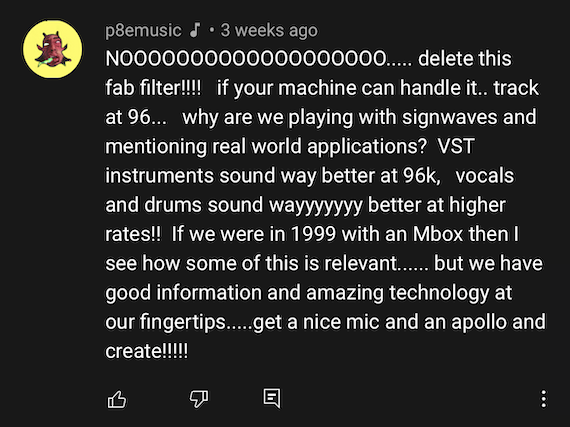 p8emusic ♪ • 3 weeks ago
NOOOOOOOOOOOOOOOOOOO..... delete this
fab filter!!!!   if your machine can handle it.. track
at 96...   why are we playing with signwaves and
mentioning real world applications?  VST
instruments sound way better at 96k,   vocals
and drums sound wayyyyyyy better at higher
rates!!  If we were in 1999 with an Mbox then I
see how some of this is relevant...... but we have
good information and amazing technology at
our fingertips.....get a nice mic and an apollo and
create!!!!!